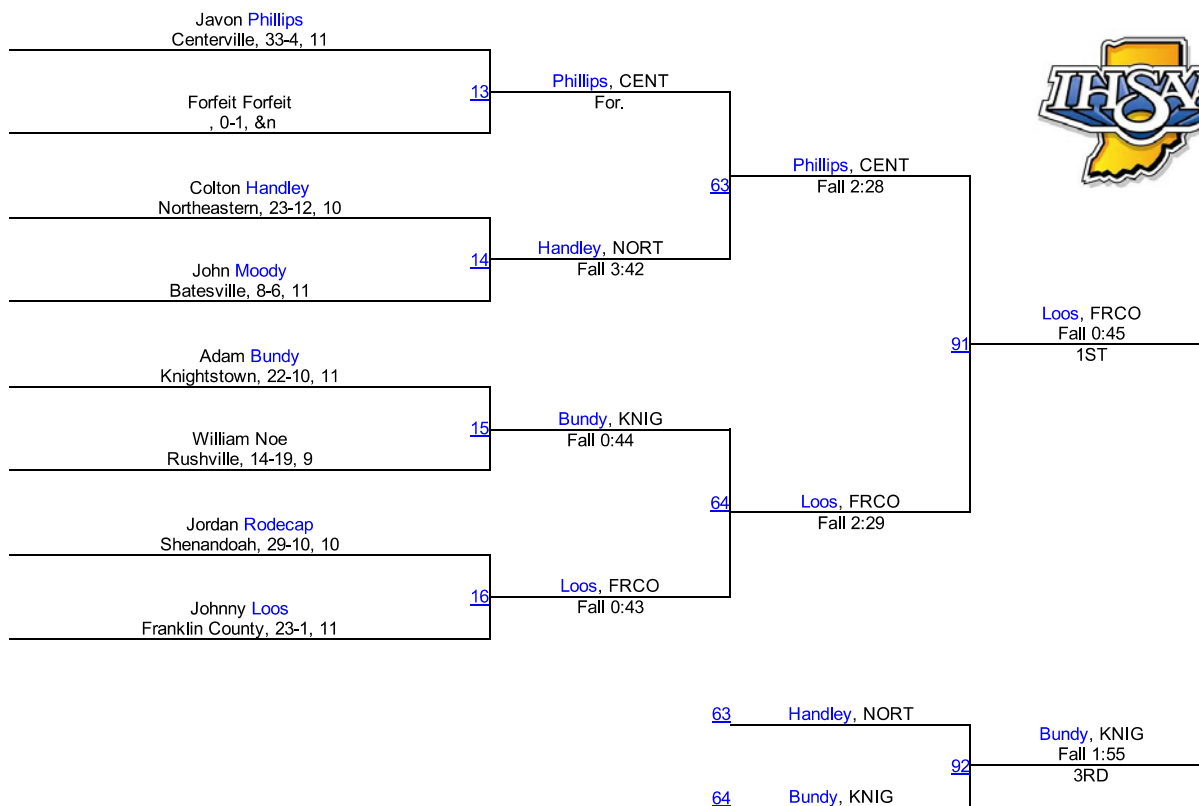 Javon Phillips
Centerville, 33-4, 11
13
Phillips, CENT
For.
Forfeit Forfeit
, 0-1, &n
IHSAA
63
Phillips, CENT
Fall 2:28
Colton Handley
Northeastern, 23-12, 10
14
Handley, NORT
Fall 3:42
John Moody
Batesville, 8-6, 11
91
Loos, FRCO
Fall 0:45
1ST
Adam Bundy
Knightstown, 22-10, 11
15
Bundy, KNIG
Fall 0:44
William Noe
Rushville, 14-19, 9
64
Loos, FRCO
Fall 2:29
Jordan Rodecap
Shenandoah, 29-10, 10
16
Loos, FRCO
Fall 0:43
Johnny Loos
Franklin County, 23-1, 11
63
Handley, NORT
92
Bundy, KNIG
Fall 1:55
3RD
64
Bundy, KNIG